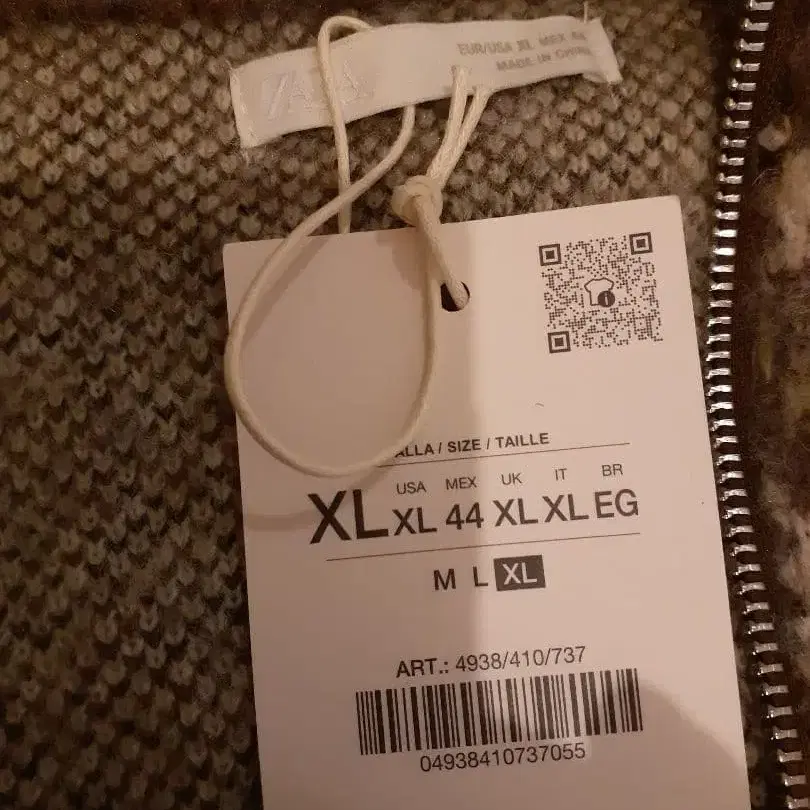 ZARA
EUR/USA XL MEX 44
MADE IN CHINA
ALLA / SIZE / TAILLE
USA MEX UK IT BR
XL XL 44 XL XL EG
M L XL
ART.: 4938/410/737
04938410737055